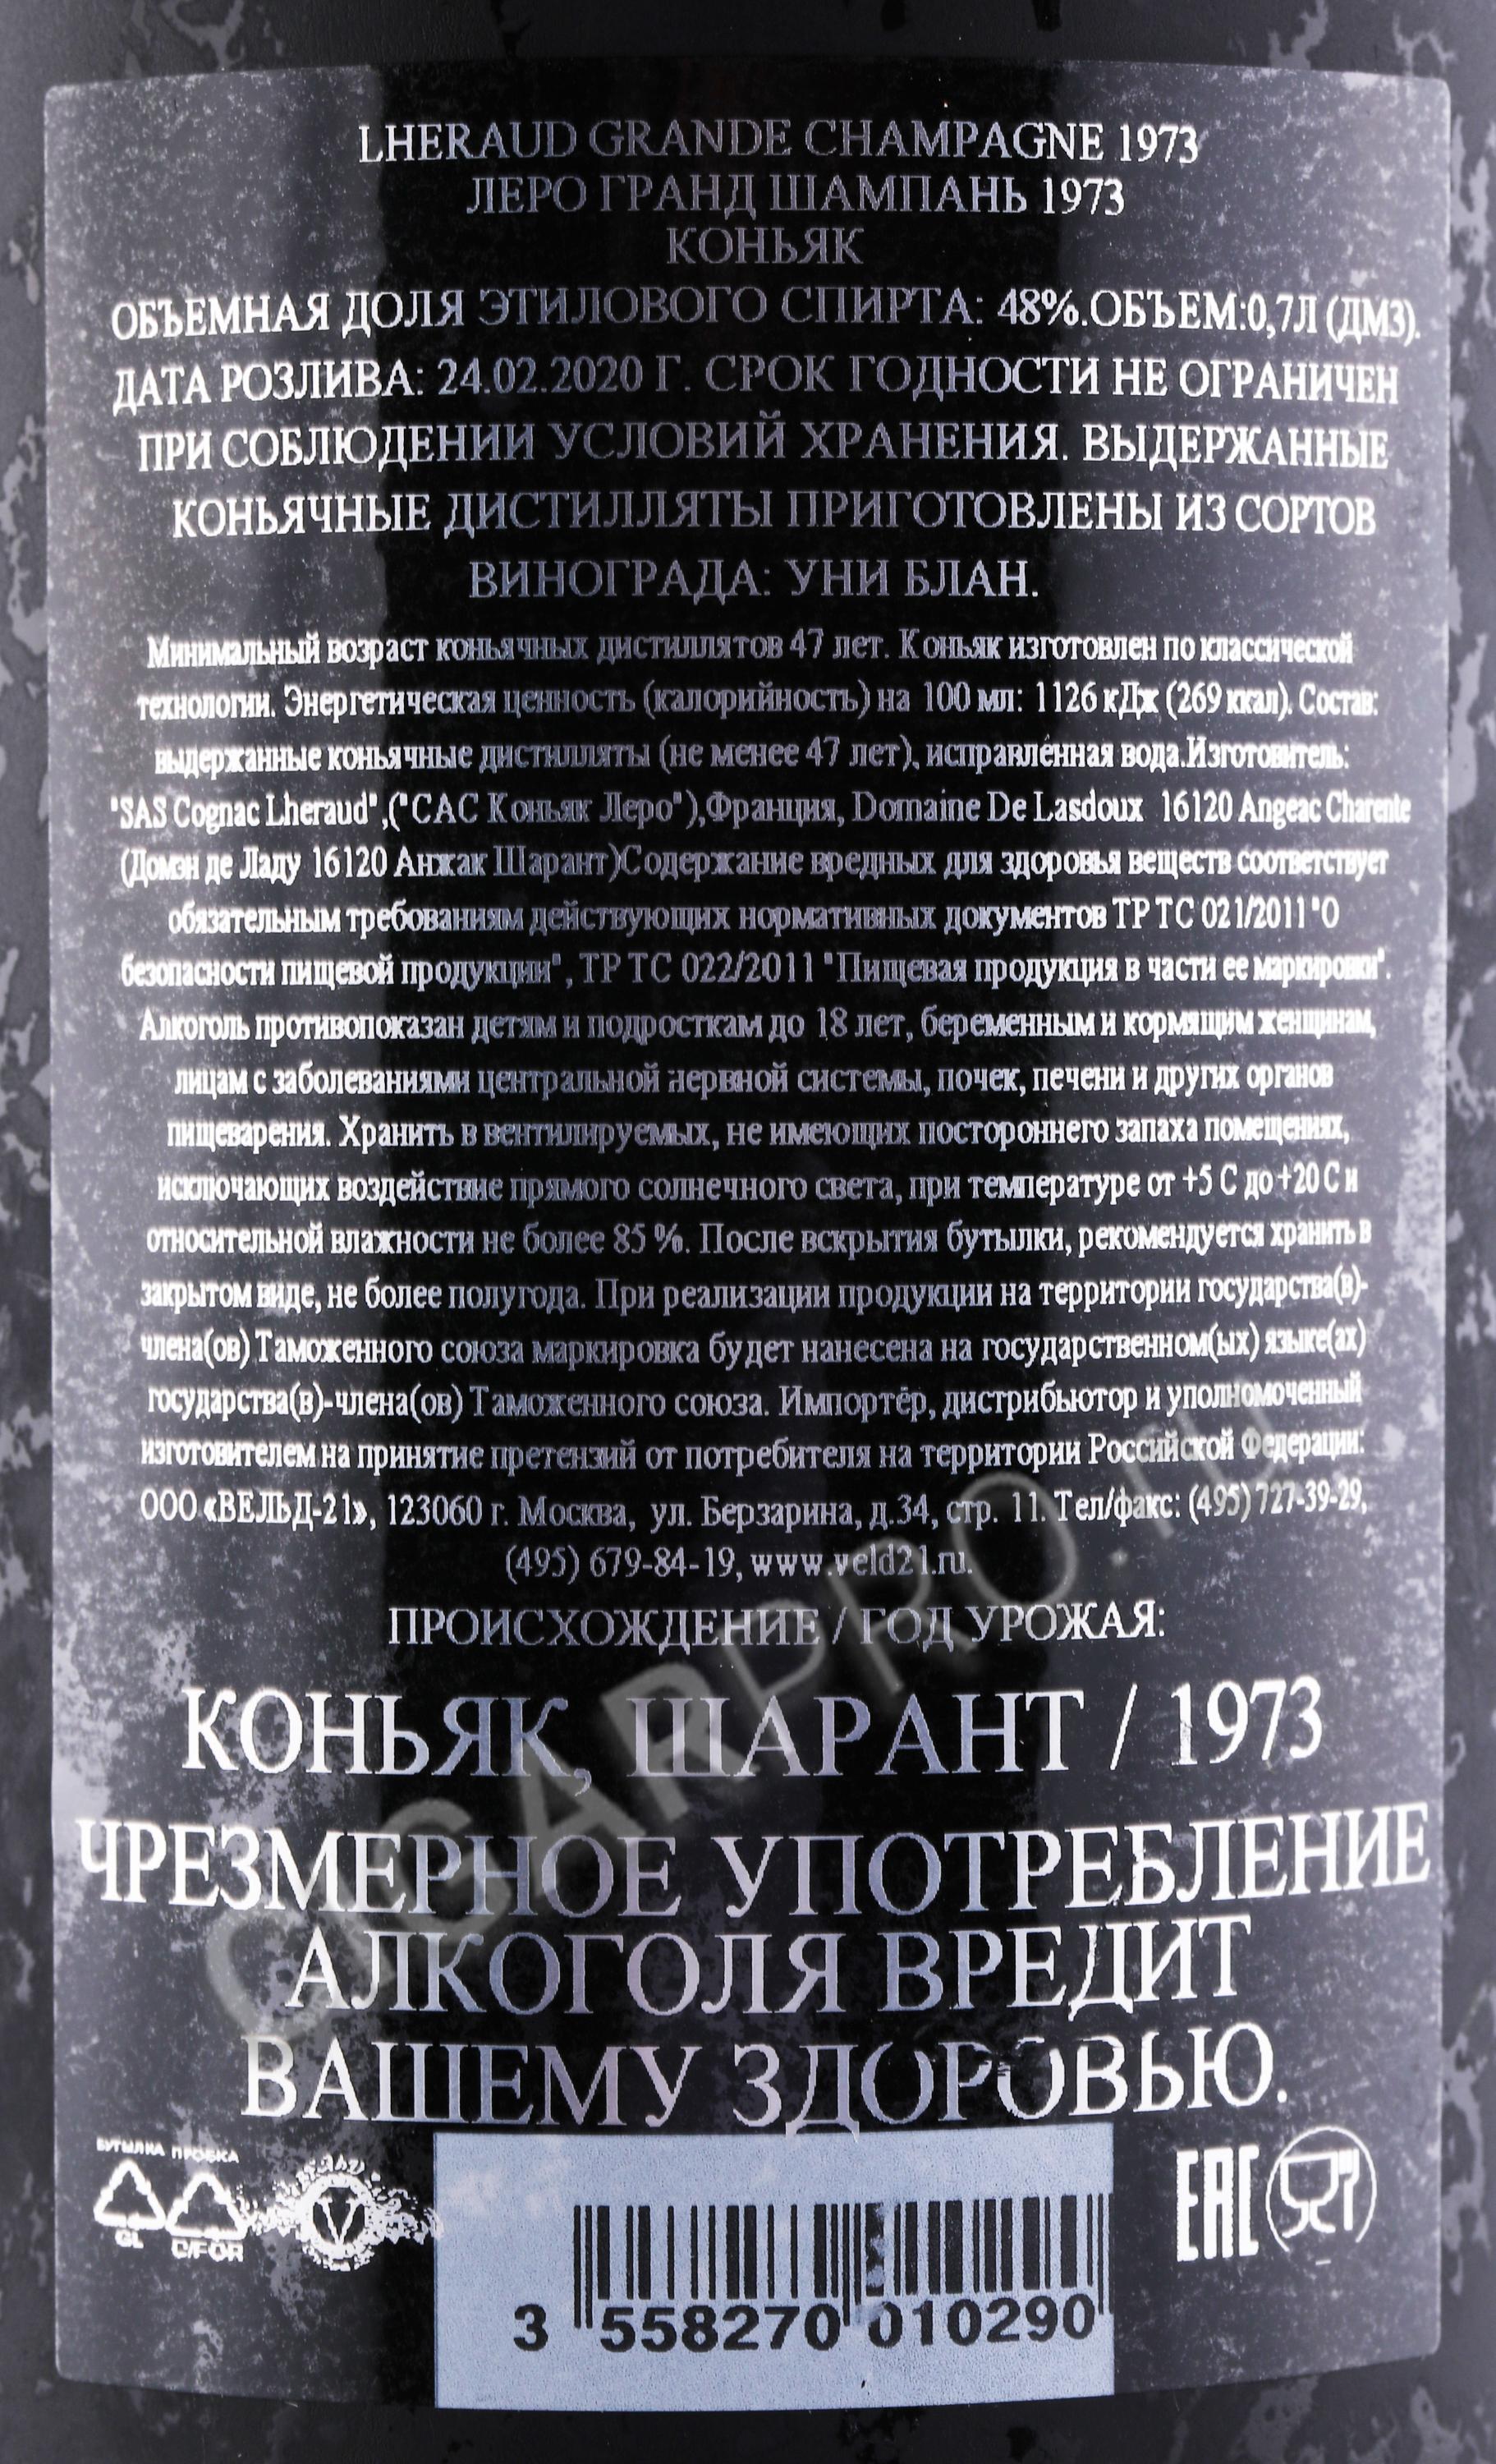 LHERAUD GRANDE CHAMPAGNE 1973
ЛЕРО ГРАНД ШАМПАНЬ 1973
КОНЬЯК
ОБЪЕМНАЯ ДОЛЯ ЭТИЛОВОГО СПИРТА: 48%.ОБЪЕМ:0,7Л (ДМ3).
ДАТА РОЗЛИВА: 24.02.2020 Г. СРОК ГОДНОСТИ НЕ ОГРАНИЧЕН
ПРИ СОБЛЮДЕНИИ УСЛОВИЙ ХРАНЕНИЯ. ВЫДЕРЖАННЫЕ
КОНЬЯЧНЫЕ ДИСТИЛЛЯТЫ ПРИГОТОВЛЕНЫ ИЗ СОРТОВ
ВИНОГРАДА: УНИ БЛАН.
Минимальный возраст коньячных дистиллятов 47 лет. Коньяк изготовлен по классической
технологии. Энергетическая ценность (калорийность) на 100 мл: 1126 кДж (269 ккал). Состав:
выдержанные коньячные дистилляты (не менее 47 лет), исправлённая вода.Изготовитель:
"SAS Cognac Lheraud",("САС Коньяк Леро"),Франция, Domaine De Lasdoux 16120 Angeac Charente
(Домэн де Ладу 16120 Анжак Шарант)Содержание вредных для здоровья веществ соответствует
обязательным требованиям действующих нормативных документов ТР ТС 021/2011 "О
безопасности пищевой продукции", ТР ТС 022/2011 "Пищевая продукция в части ее маркировки".
Алкоголь противопоказан детям и подросткам до 18 лет, беременным и кормящим женщинам,
лицам с заболеваниями центральной нервной системы, почек, печени и других органов
пищеварения. Хранить в вентилируемых, не имеющих постороннего запаха помещениях,
исключающих воздействие прямого солнечного света, при температуре от +5 С до +20 С и
относительной влажности не более 85 %. После вскрытия бутылки, рекомендуется хранить в
закрытом виде, не более полугода. При реализации продукции на территории государства(в)-
члена(ов) Таможенного союза маркировка будет нанесена на государственном(ых) языке(ах)
государства(в)-члена(ов) Таможенного союза. Импортёр, дистрибьютор и уполномоченный
изготовителем на принятие претензий от потребителя на территории Российской Федерации:
ООО «ВЕЛЬД-21», 123060 г. Москва, ул. Берзарина, д.34, стр. 11. Тел/факс: (495) 727-39-29,
(495) 679-84-19, www.veld21.ru.
ПРОИСХОЖДЕНИЕ / ГОД УРОЖАЯ:
КОНЬЯК, ШАРАНТ / 1973
ЧРЕЗМЕРНОЕ УПОТРЕБЛЕНИЕ
АЛКОГОЛЯ ВРЕДИТ
ВАШЕМУ ЗДОРОВЬЮ.
БУТЫЛКА ПРОБКА
GL C/FOR
V
EAC
3 558270 010290
CIGARPRO.ru